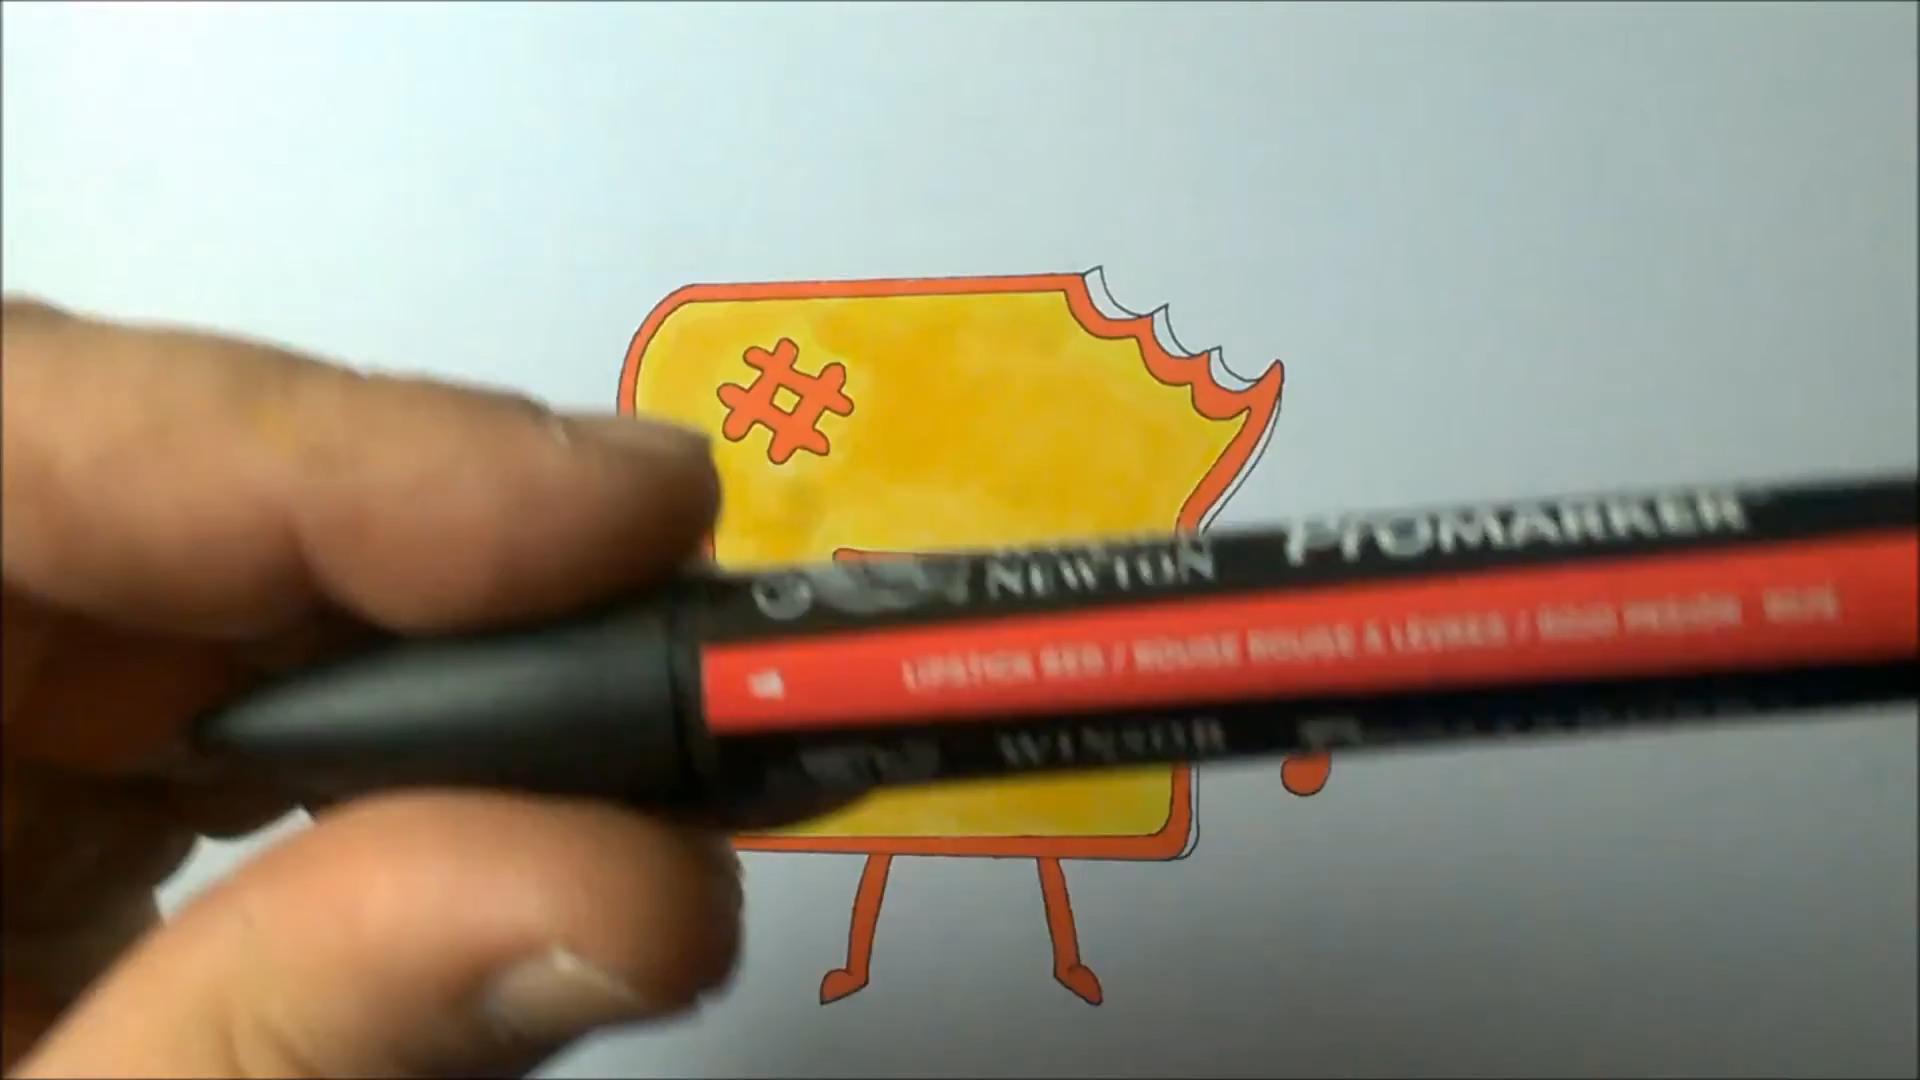 #
NEWTON PROMARKER
LIPSTICK RED / ROUGE ROUGE À LÈVRES / ROJO PASIÓN
WINSOR